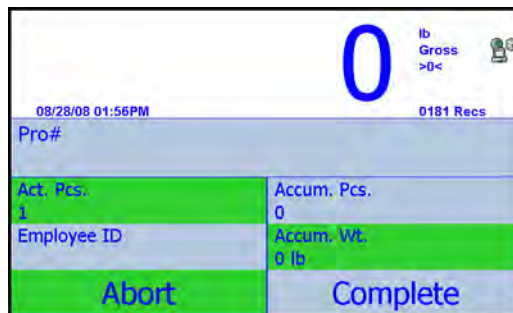 0
lb
Gross
>0<
08/28/08 01:56PM
0181 Recs
Pro#
Act. Pcs.
1
Accum. Pcs.
0
Employee ID
Accum. Wt.
0 lb
Abort
Complete